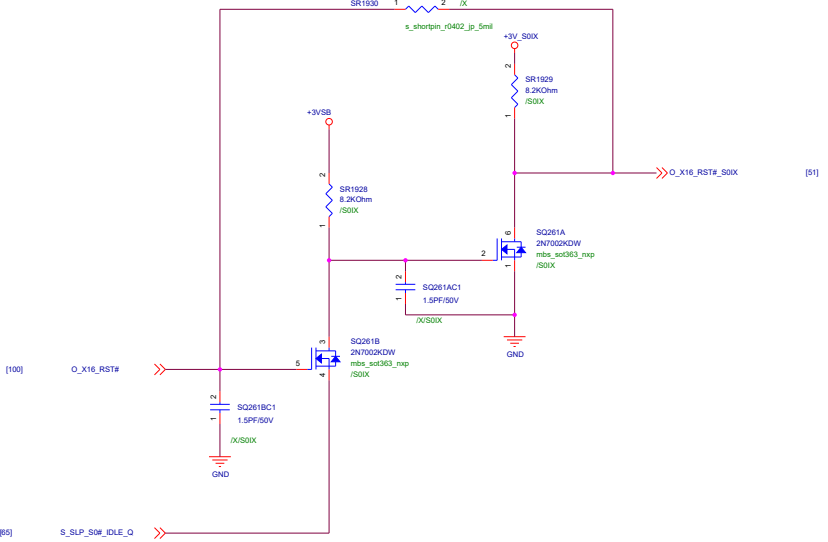 SR1930
1
2
/X
s_shortpin_r0402_jp_5mil
+3V_S0IX
2
SR1929
8.2KOhm
/S0IX
1
+3VSB
O_X16_RST#_S0IX
[51]
2
SR1928
8.2KOhm
/S0IX
1
6
SQ261A
2N7002KDW
mbs_sot363_nxp
/S0IX
2
1
2
SQ261AC1
1.5PF/50V
1
/X/S0IX
GND
3
SQ261B
2N7002KDW
mbs_sot363_nxp
/S0IX
5
4
[100]
O_X16_RST#
2
SQ261BC1
1.5PF/50V
1
/X/S0IX
GND
[65]
S_SLP_S0#_IDLE_Q